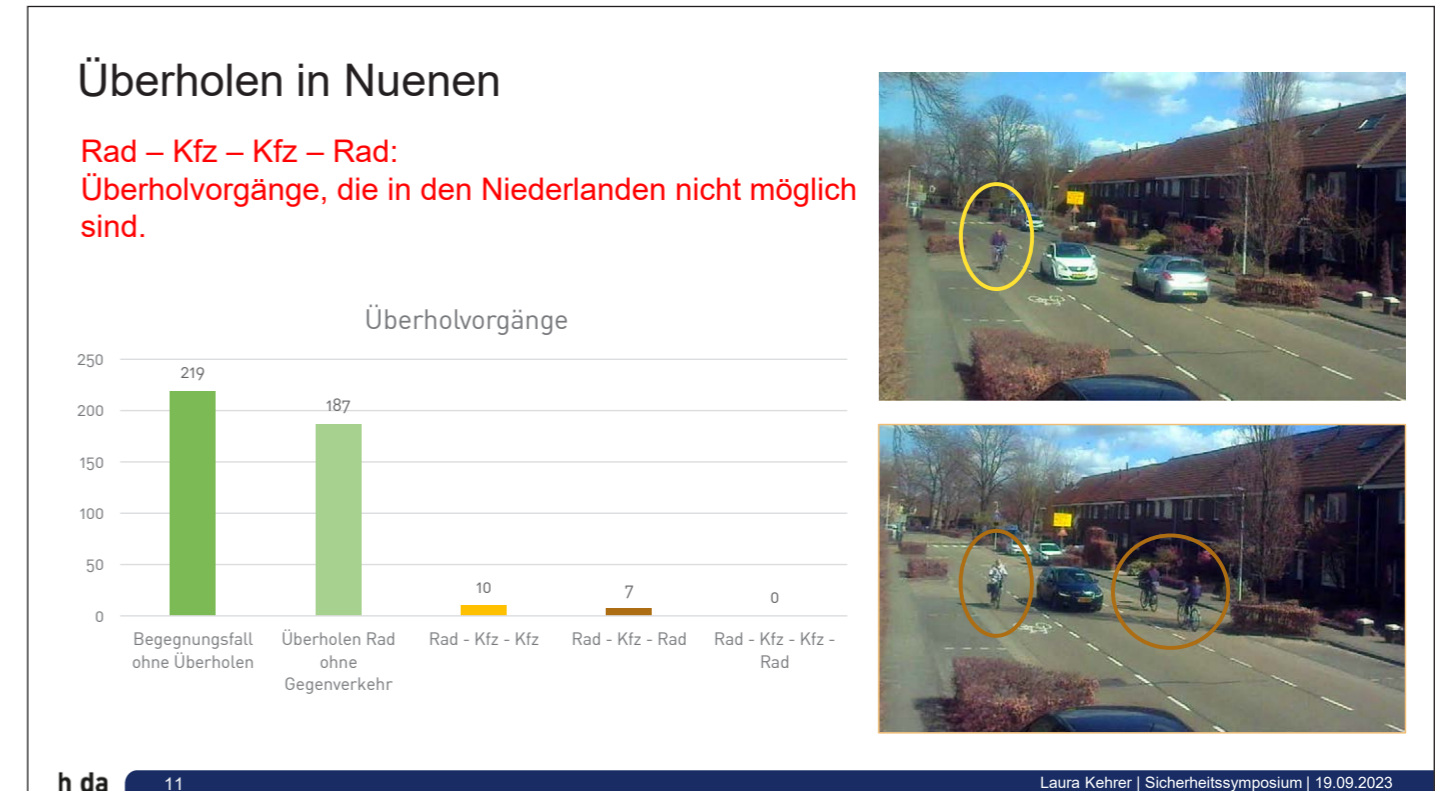 Überholen in Nuenen
Rad – Kfz – Kfz – Rad:
Überholvorgänge, die in den Niederlanden nicht möglich
sind.
Überholvorgänge
250
200
150
100
50
0
219
187
10
7
0
Begegnungsfall
ohne Überholen
Überholen Rad
ohne
Gegenverkehr
Rad - Kfz - Kfz
Rad - Kfz - Rad
Rad - Kfz - Kfz -
Rad
h da
11
Laura Kehrer | Sicherheitssymposium | 19.09.2023